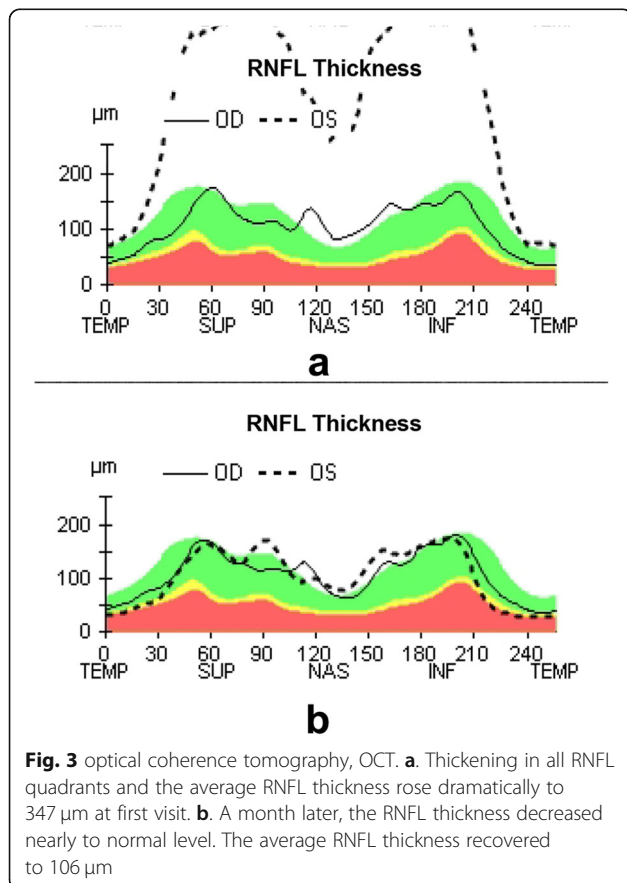 RNFL Thickness
µm
OD OS
200
100
0
0 30 60 90 120 150 180 210 240
TEMP SUP NAS INF TEMP
a
RNFL Thickness
µm
OD OS
200
100
0
0 30 60 90 120 150 180 210 240
TEMP SUP NAS INF TEMP
b
Fig. 3 optical coherence tomography, OCT. a. Thickening in all RNFL
quadrants and the average RNFL thickness rose dramatically to
347 µm at first visit. b. A month later, the RNFL thickness decreased
nearly to normal level. The average RNFL thickness recovered
to 106 µm